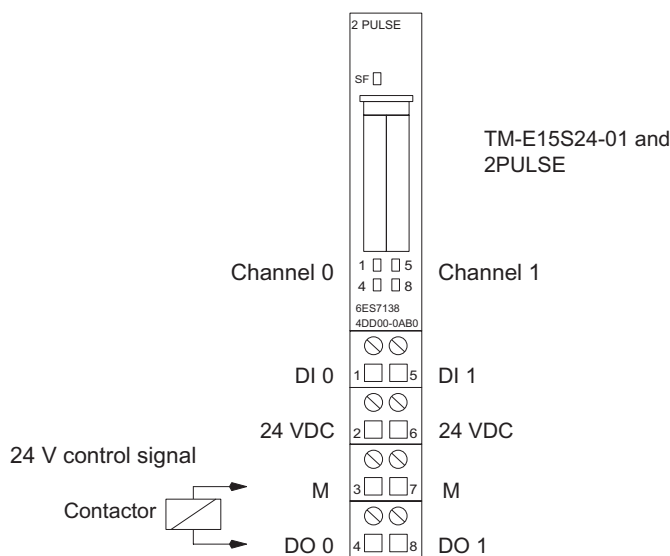 2 PULSE
SF
TM-E15S24-01 and
2PULSE
Channel 0 1 5 Channel 1
4 8
6ES7138
4DD00-0AB0
DI 0 1 5 DI 1
24 VDC 2 6 24 VDC
24 V control signal
M 3 7 M
Contactor
DO 0 4 8 DO 1